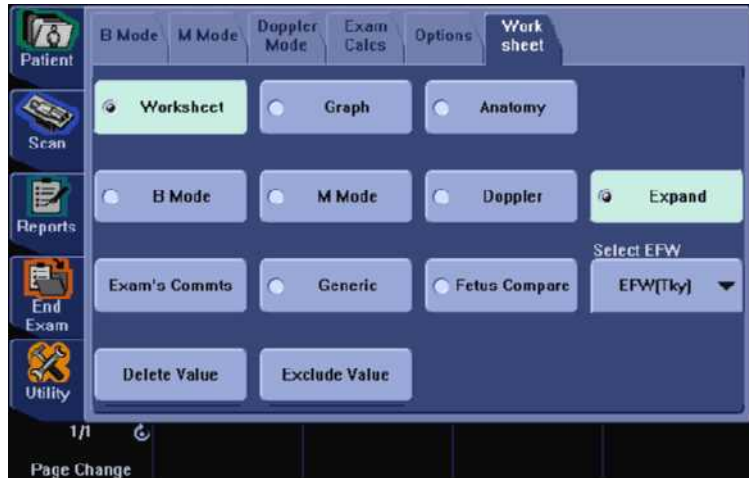 Patient
Scan
Reports
End
Exam
Utility
B Mode
M Mode
Doppler
Mode
Exam
Calcs
Options
Work
sheet
Worksheet
Graph
Anatomy
B Mode
M Mode
Doppler
Expand
Select EFW
Exam's Commts
Generic
Fetus Compare
EFW(Tky)
Delete Value
Exclude Value
1/1
Page Change